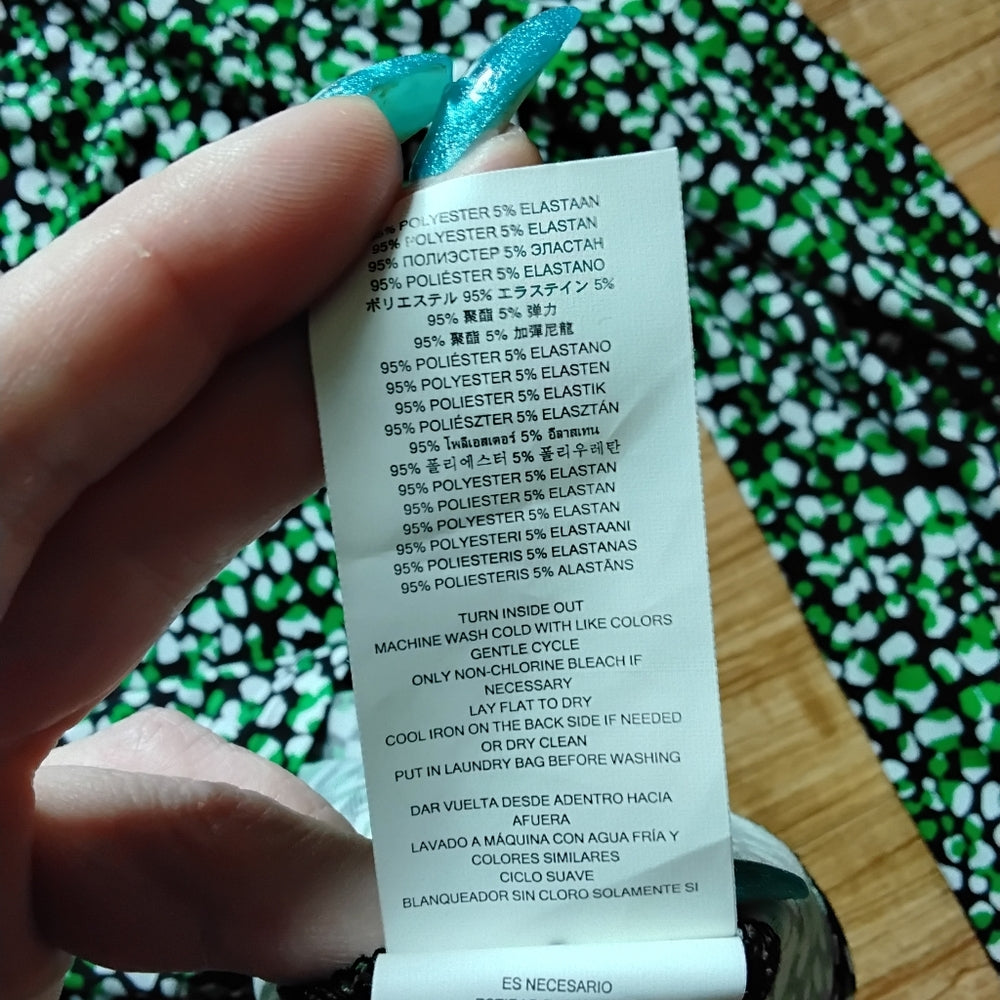 POLYESTER 5% ELASTAAN
95% POLYESTER 5% ELASTAN
95% ПОЛИЭСТЕР 5% ЭЛАСТАН
95% POLIÉSTER 5% ELASTANO
ポリエステル 95% エラステイン 5%
95% 聚酯 5% 弹力
95% 聚酯 5% 加彈尼龍
95% POLIÉSTER 5% ELASTANO
95% POLYESTER 5% ELASTEN
95% POLIESTER 5% ELASTIK
95% POLIÉSZTER 5% ELASZTÁN
95% โพลีเอสเตอร์ 5% อีลาสเทน
95% 폴리에스터 5% 폴리우레탄
95% POLYESTER 5% ELASTAN
95% POLIESTER 5% ELASTAN
95% POLYESTER 5% ELASTAN
95% POLYESTERI 5% ELASTAANI
95% POLIESTERIS 5% ELASTANAS
95% POLIESTERIS 5% ALASTĀNS
TURN INSIDE OUT
MACHINE WASH COLD WITH LIKE COLORS
GENTLE CYCLE
ONLY NON-CHLORINE BLEACH IF
NECESSARY
LAY FLAT TO DRY
COOL IRON ON THE BACK SIDE IF NEEDED
OR DRY CLEAN
PUT IN LAUNDRY BAG BEFORE WASHING
DAR VUELTA DESDE ADENTRO HACIA
AFUERA
LAVADO A MÁQUINA CON AGUA FRÍA Y
COLORES SIMILARES
CICLO SUAVE
BLANQUEADOR SIN CLORO SOLAMENTE SI
ES NECESARIO